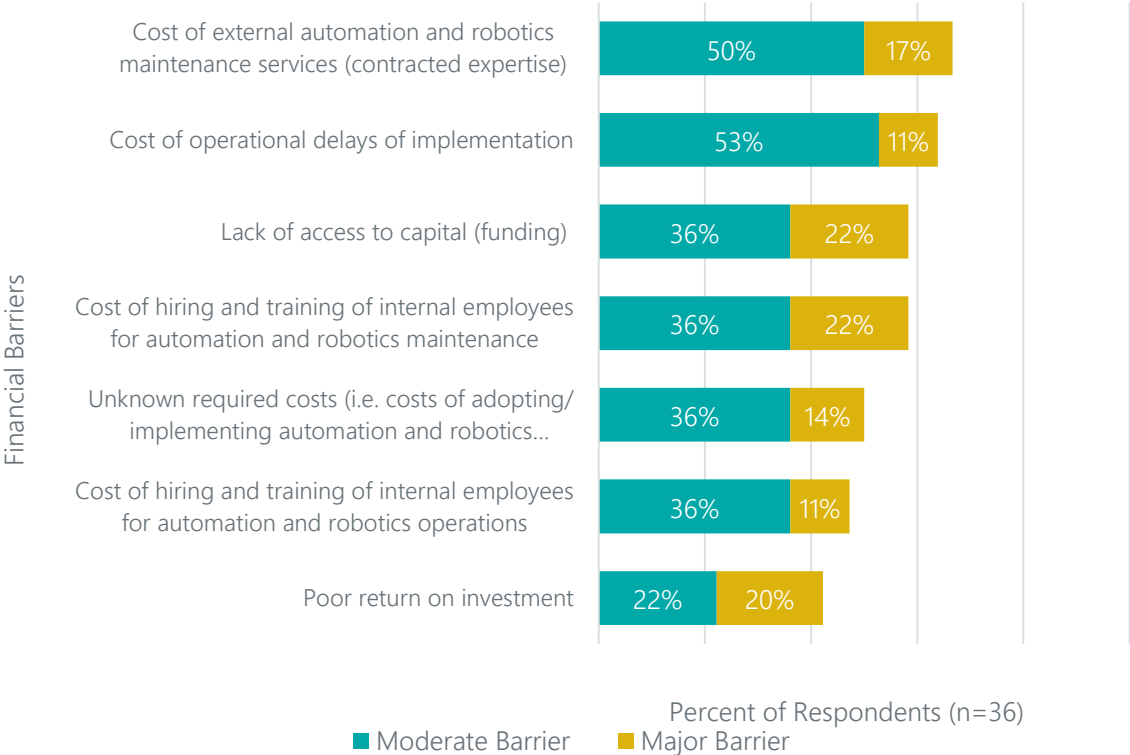 Cost of external automation and robotics
maintenance services (contracted expertise)
50%
17%
Cost of operational delays of implementation
53%
11%
Lack of access to capital (funding)
36%
22%
Cost of hiring and training of internal employees
for automation and robotics maintenance
36%
22%
Unknown required costs (i.e. costs of adopting/
implementing automation and robotics...
36%
14%
Cost of hiring and training of internal employees
for automation and robotics operations
36%
11%
Poor return on investment
22%
20%
Financial Barriers
Percent of Respondents (n=36)
Moderate Barrier
Major Barrier